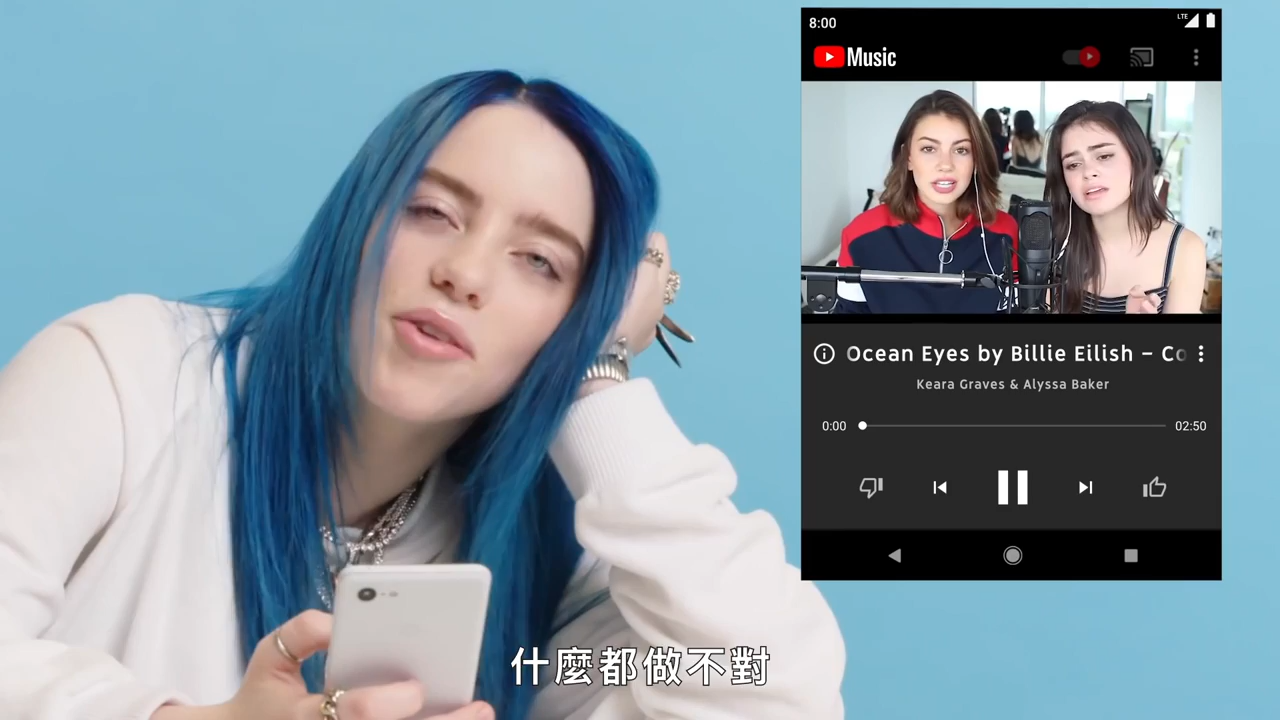 8:00
LTE
Music
Ocean Eyes by Billie Eilish – Co
Keara Graves & Alyssa Baker
0:00
02:50
什麼都做不對